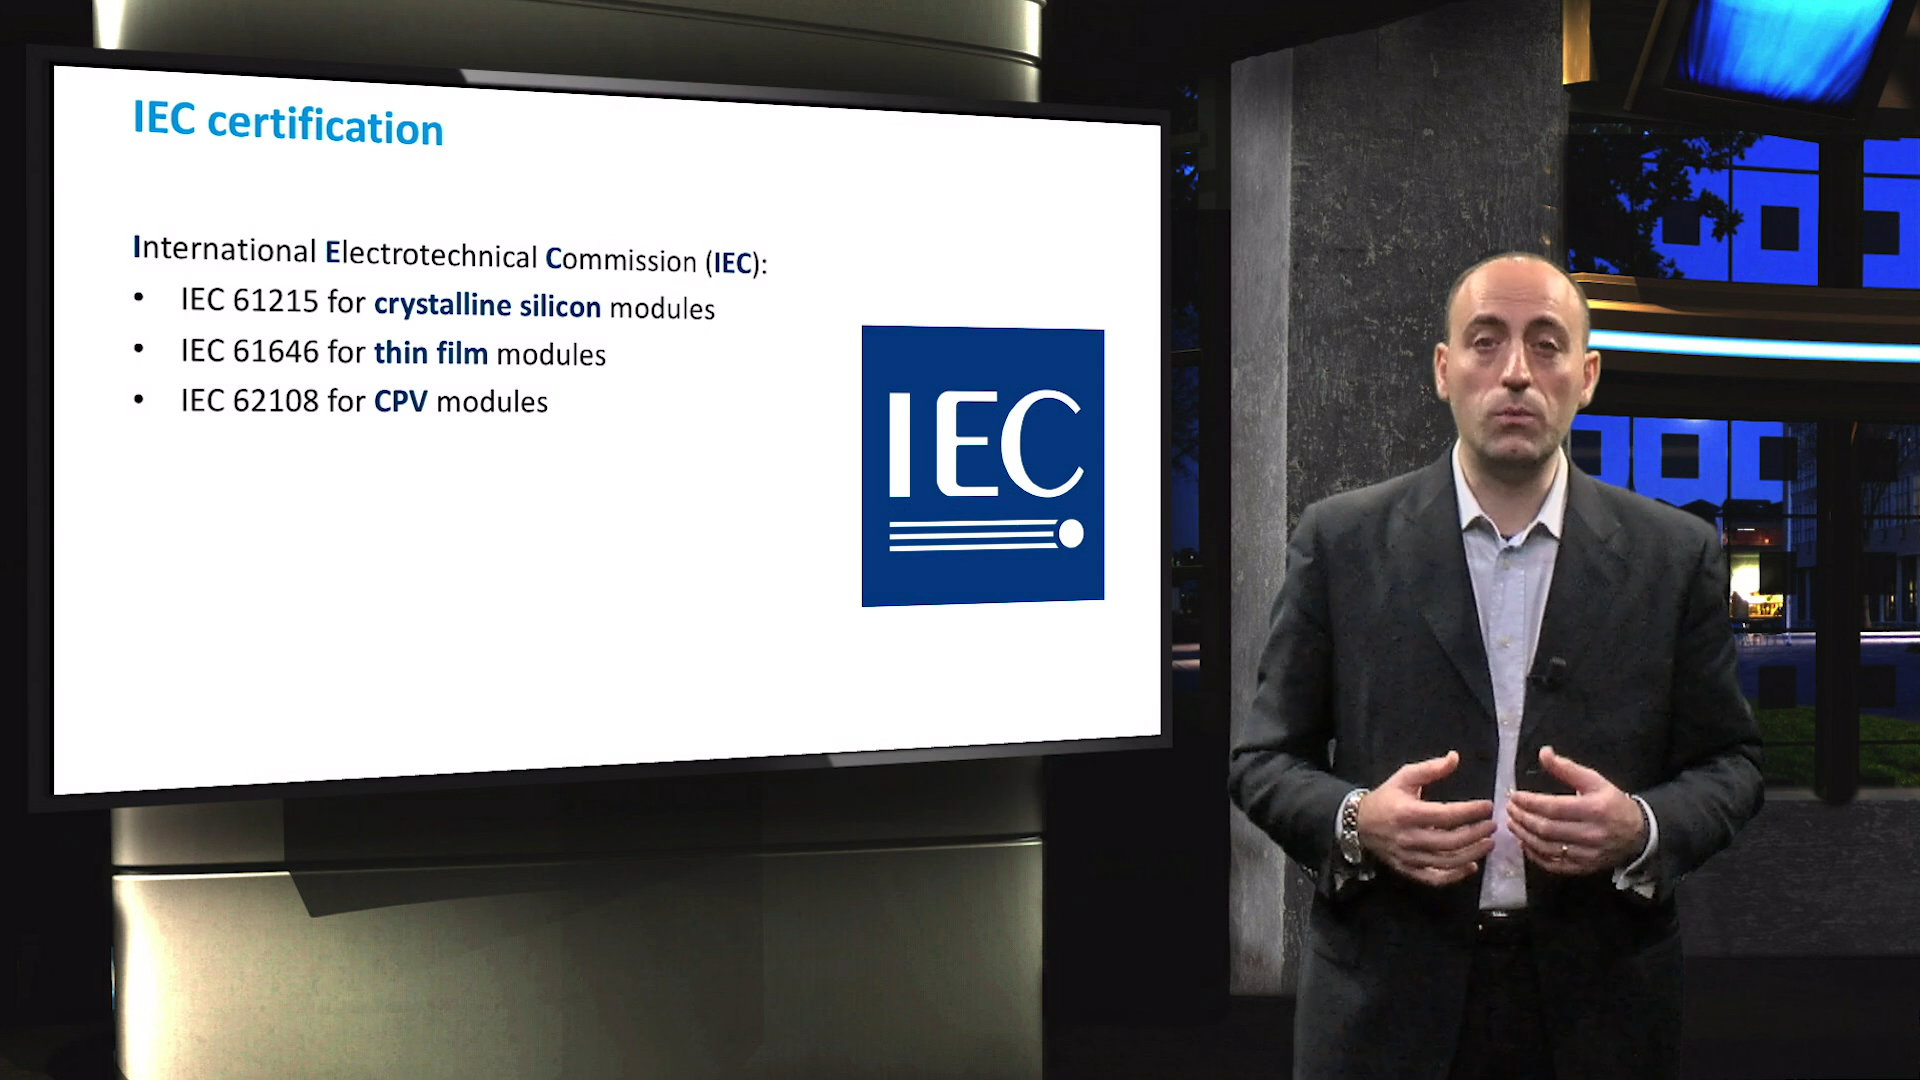 IEC certification
International Electrotechnical Commission (IEC):
• IEC 61215 for crystalline silicon modules
• IEC 61646 for thin film modules
• IEC 62108 for CPV modules
IEC